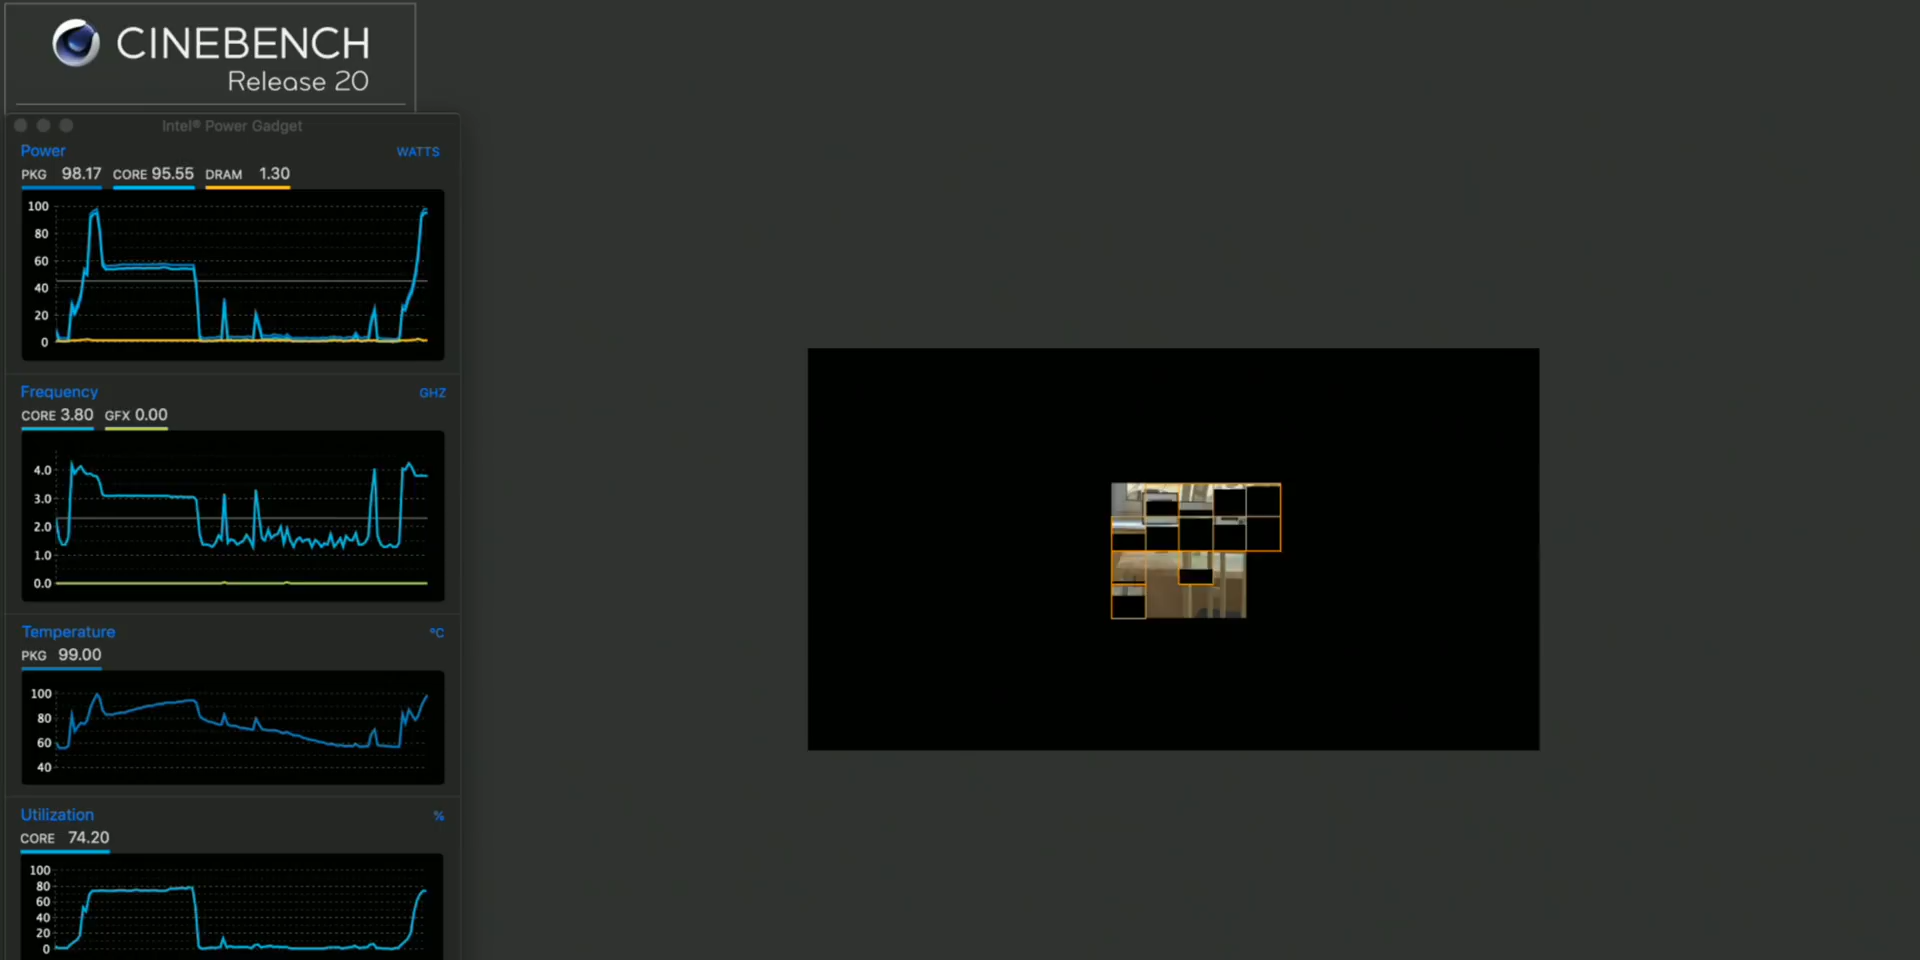 CINEBENCH
Release 20
Intel® Power Gadget
Power WATTS
PKG 98.17 CORE 95.55 DRAM 1.30
100
80
60
40
20
0
Frequency GHZ
CORE 3.80 GFX 0.00
4.0
3.0
2.0
1.0
0.0
Temperature ºC
PKG 99.00
100
80
60
40
Utilization %
CORE 74.20
100
80
60
40
20
0